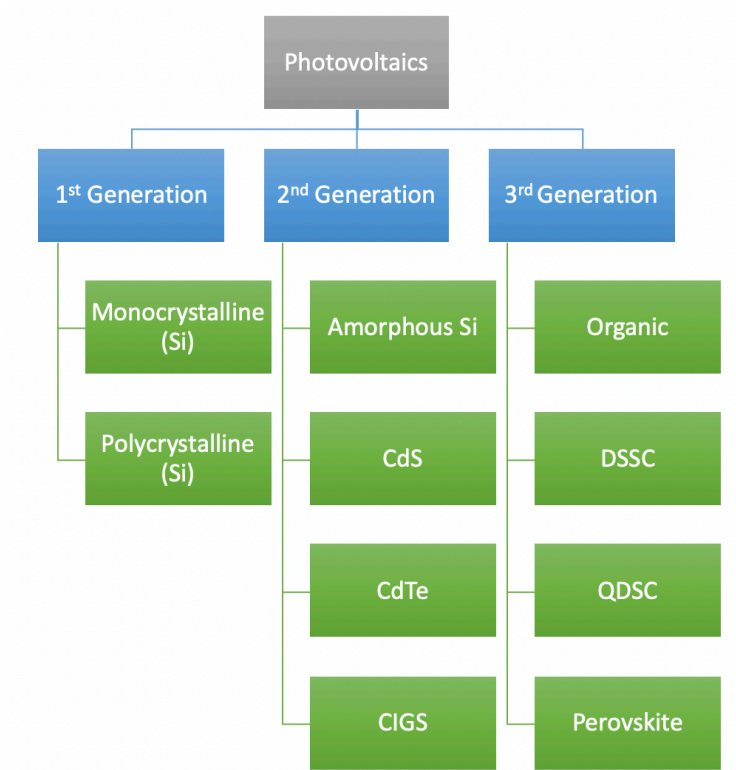 Photovoltaics
1st Generation
Monocrystalline
(Si)
Polycrystalline
(Si)
2nd Generation
Amorphous Si
CdS
CdTe
CIGS
3rd Generation
Organic
DSSC
QDSC
Perovskite